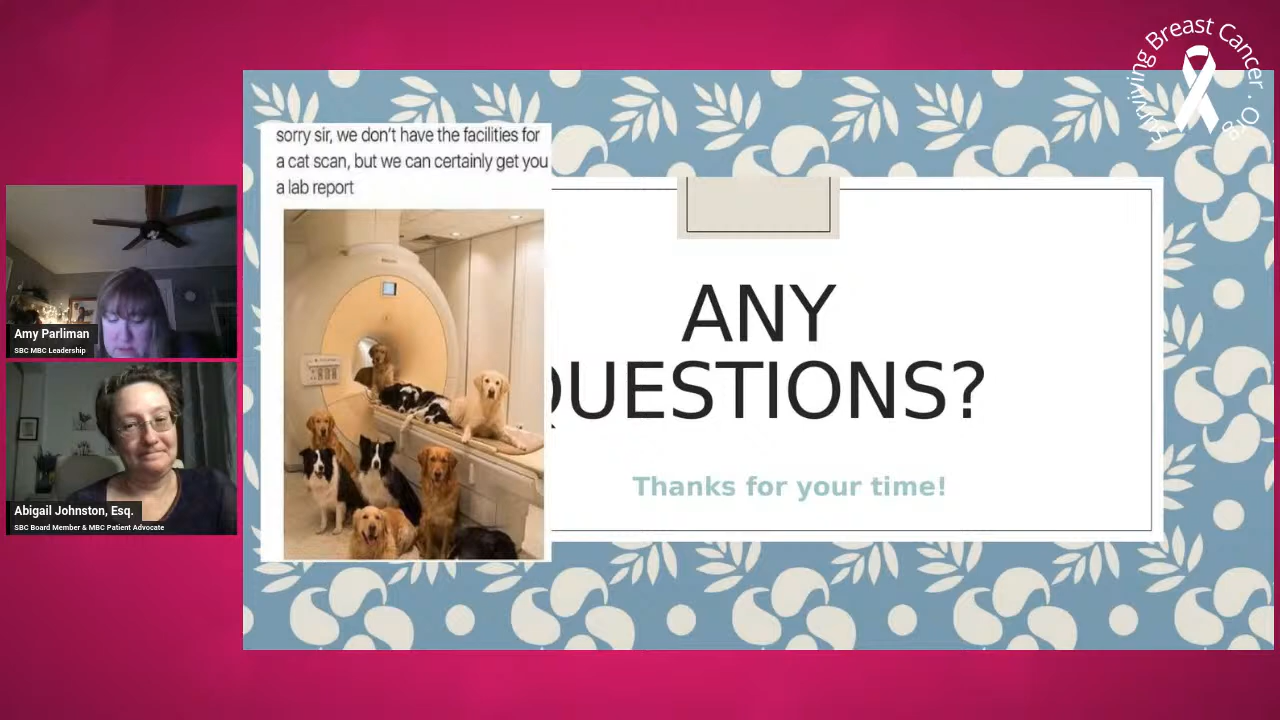 Surviving Breast Cancer . Org
sorry sir, we don't have the facilities for
a cat scan, but we can certainly get you
a lab report
ANY
QUESTIONS?
Thanks for your time!
Amy Parliman
SBC MBC Leadership
Abigail Johnston, Esq.
SBC Board Member & MBC Patient Advocate